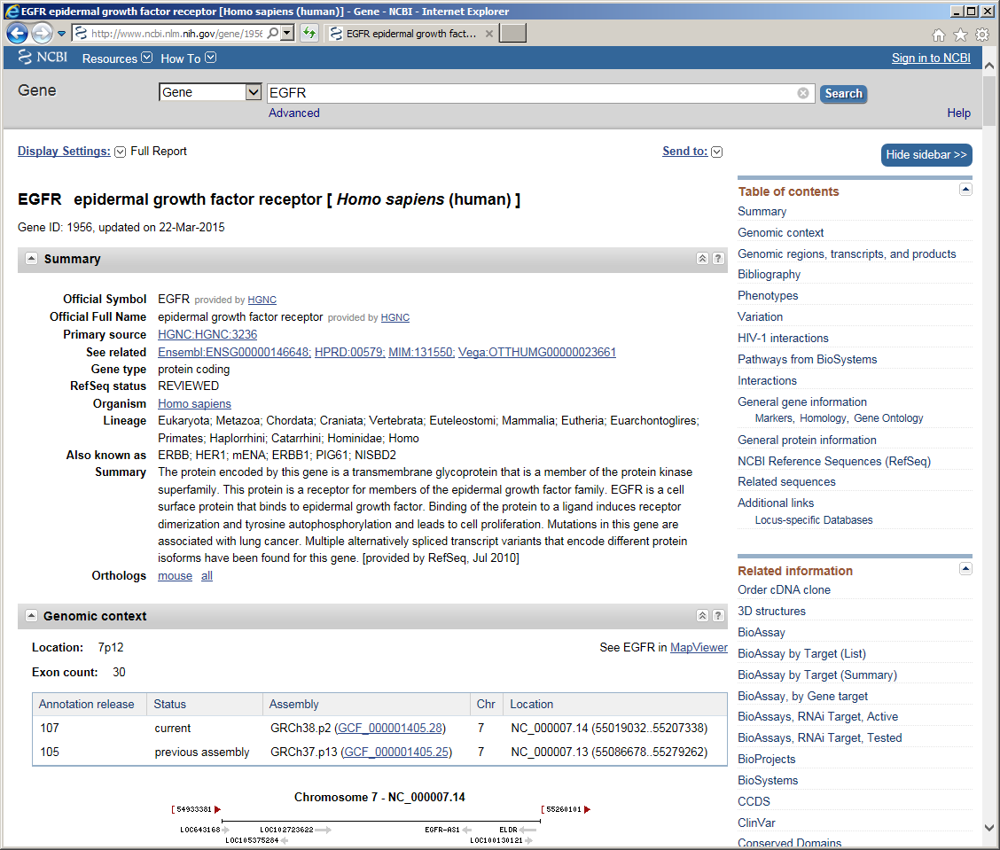 EGFR epidermal growth factor receptor [Homo sapiens (human)] - Gene - NCBI - Internet Explorer
http://www.ncbi.nlm.nih.gov/gene/1956
EGFR epidermal growth fact...
NCBI Resources How To Sign in to NCBI
Gene Gene EGFR Search
Advanced Help
Display Settings: Full Report Send to: Hide sidebar >>
EGFR epidermal growth factor receptor [ Homo sapiens (human) ]
Gene ID: 1956, updated on 22-Mar-2015
Summary
Official Symbol EGFR provided by HGNC
Official Full Name epidermal growth factor receptor provided by HGNC
Primary source HGNC:HGNC:3236
See related Ensembl:ENSG00000146648; HPRD:00579; MIM:131550; Vega:OTTHUMG00000023661
Gene type protein coding
RefSeq status REVIEWED
Organism Homo sapiens
Lineage Eukaryota; Metazoa; Chordata; Craniata; Vertebrata; Euteleostomi; Mammalia; Eutheria; Euarchontoglires;
Primates; Haplorrhini; Catarrhini; Hominidae; Homo
Also known as ERBB; HER1; mENA; ERBB1; PIG61; NISBD2
Summary The protein encoded by this gene is a transmembrane glycoprotein that is a member of the protein kinase
superfamily. This protein is a receptor for members of the epidermal growth factor family. EGFR is a cell
surface protein that binds to epidermal growth factor. Binding of the protein to a ligand induces receptor
dimerization and tyrosine autophosphorylation and leads to cell proliferation. Mutations in this gene are
associated with lung cancer. Multiple alternatively spliced transcript variants that encode different protein
isoforms have been found for this gene. [provided by RefSeq, Jul 2010]
Orthologs mouse all
Genomic context
Location: 7p12 See EGFR in MapViewer
Exon count: 30
Annotation release Status Assembly Chr Location
107 current GRCh38.p2 (GCF_000001405.28) 7 NC_000007.14 (55019032..55207338)
105 previous assembly GRCh37.p13 (GCF_000001405.25) 7 NC_000007.13 (55086678..55279262)
Chromosome 7 - NC_000007.14
[ 54933381 [ 55260101
LOC643168 LOC102723622 EGFR-AS1 ELDR
LOC105375284 LOC100130121
Table of contents
Summary
Genomic context
Genomic regions, transcripts, and products
Bibliography
Phenotypes
Variation
HIV-1 interactions
Pathways from BioSystems
Interactions
General gene information
Markers, Homology, Gene Ontology
General protein information
NCBI Reference Sequences (RefSeq)
Related sequences
Additional links
Locus-specific Databases
Related information
Order cDNA clone
3D structures
BioAssay
BioAssay by Target (List)
BioAssay by Target (Summary)
BioAssay, by Gene target
BioAssays, RNAi Target, Active
BioAssays, RNAi Target, Tested
BioProjects
BioSystems
CCDS
ClinVar
Conserved Domains